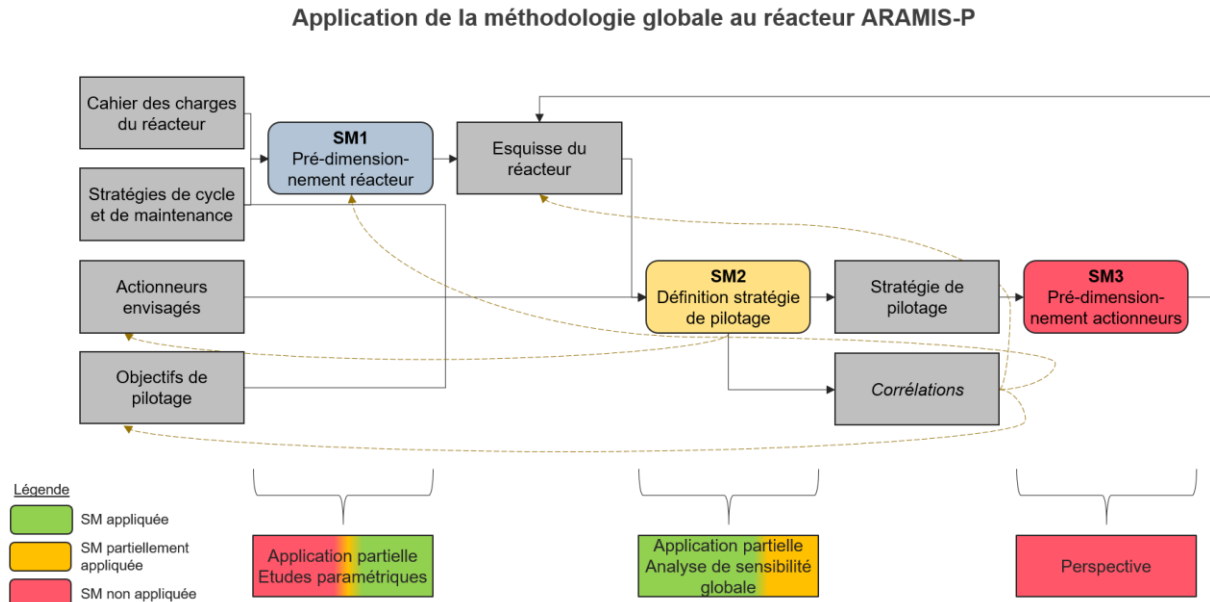 Application de la méthodologie globale au réacteur ARAMIS-P
Cahier des charges
du réacteur
SM1
Pré-dimension-
nement réacteur
Esquisse du
réacteur
Stratégies de cycle
et de maintenance
Actionneurs
envisagés
SM2
Définition stratégie
de pilotage
Stratégie de
pilotage
SM3
Pré-dimension-
nement actionneurs
Objectifs de
pilotage
Corrélations
Légende
SM appliquée
SM partiellement
appliquée
SM non appliquée
Application partielle
Etudes paramétriques
Application partielle
Analyse de sensibilité
globale
Perspective